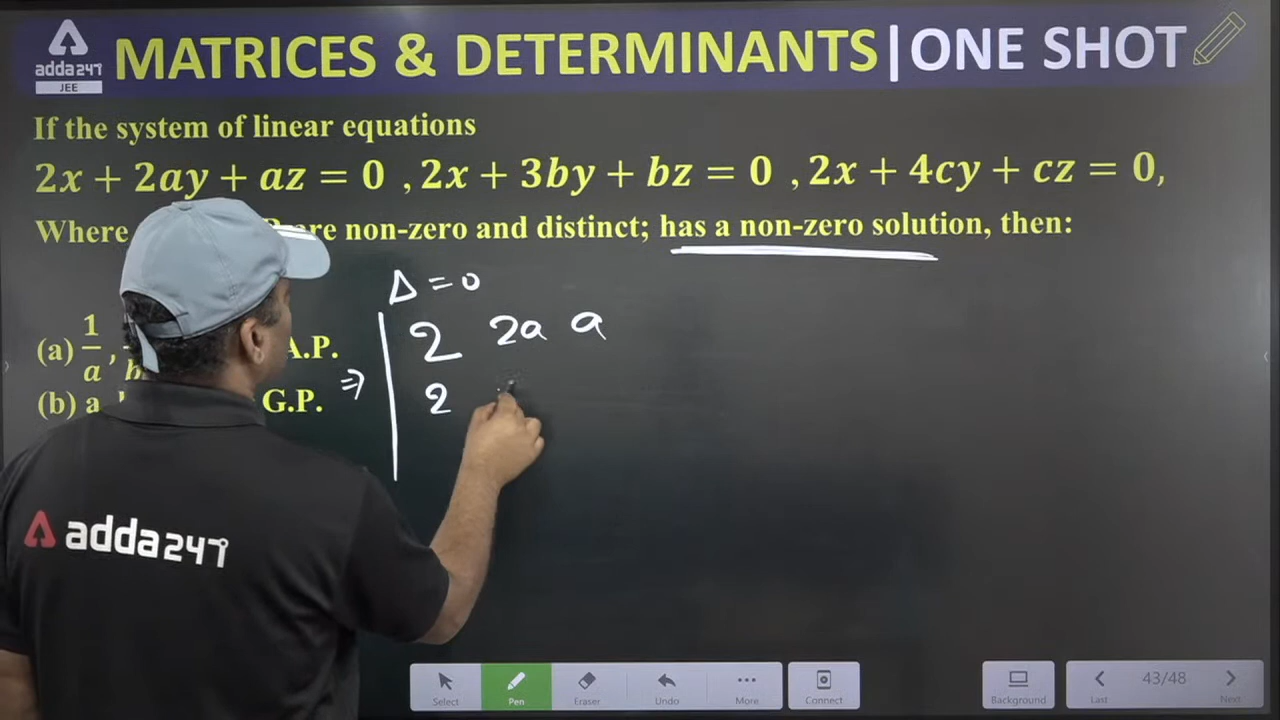 adda247
JEE
MATRICES & DETERMINANTS|ONE SHOT
If the system of linear equations
2x + 2ay + az = 0 , 2x + 3by + bz = 0 , 2x + 4cy + cz = 0,
Where are non-zero and distinct; has a non-zero solution, then:
Δ = 0
(a) 1/a, A.P.
(b) a G.P.
⇒ | 2 2a a
2
adda247
Select Pen Eraser Undo More Connect Background Last 43/48 Next